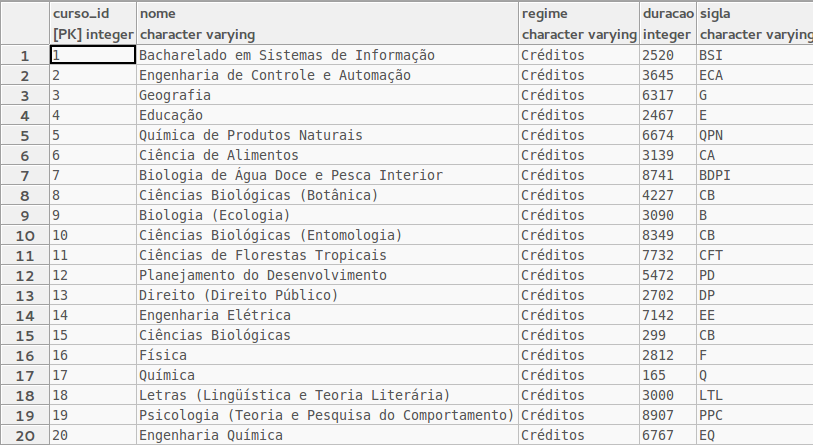 curso_id nome regime duracao sigla
[PK] integer character varying character varying integer character varying
1 1 Bacharelado em Sistemas de Informação Créditos 2520 BSI
2 2 Engenharia de Controle e Automação Créditos 3645 ECA
3 3 Geografia Créditos 6317 G
4 4 Educação Créditos 2467 E
5 5 Química de Produtos Naturais Créditos 6674 QPN
6 6 Ciência de Alimentos Créditos 3139 CA
7 7 Biologia de Água Doce e Pesca Interior Créditos 8741 BDPI
8 8 Ciências Biológicas (Botânica) Créditos 4227 CB
9 9 Biologia (Ecologia) Créditos 3090 B
10 10 Ciências Biológicas (Entomologia) Créditos 8349 CB
11 11 Ciências de Florestas Tropicais Créditos 7732 CFT
12 12 Planejamento do Desenvolvimento Créditos 5472 PD
13 13 Direito (Direito Público) Créditos 2702 DP
14 14 Engenharia Elétrica Créditos 7142 EE
15 15 Ciências Biológicas Créditos 299 CB
16 16 Física Créditos 2812 F
17 17 Química Créditos 165 Q
18 18 Letras (Lingüística e Teoria Literária) Créditos 3000 LTL
19 19 Psicologia (Teoria e Pesquisa do Comportamento) Créditos 8907 PPC
20 20 Engenharia Química Créditos 6767 EQ